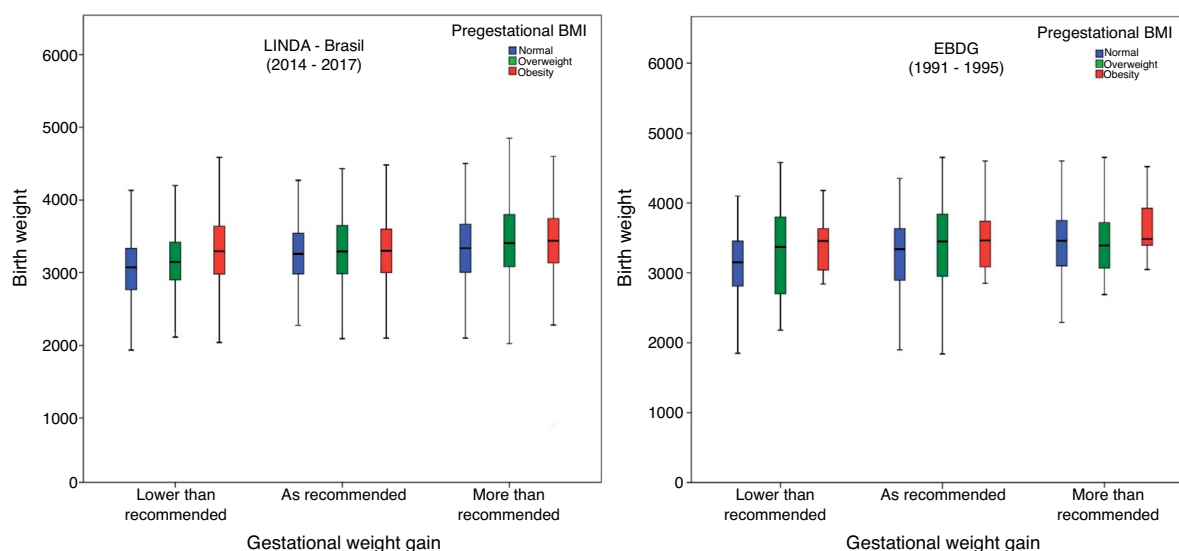 LINDA - Brasil
(2014 - 2017)
Pregestational BMI
Normal
Overweight
Obesity
Birth weight
6000
5000
4000
3000
2000
1000
0
Lower than
recommended
As recommended
More than
recommended
Gestational weight gain
EBDG
(1991 - 1995)
Pregestational BMI
Normal
Overweight
Obesity
Birth weight
6000
5000
4000
3000
2000
1000
0
Lower than
recommended
As recommended
More than
recommended
Gestational weight gain